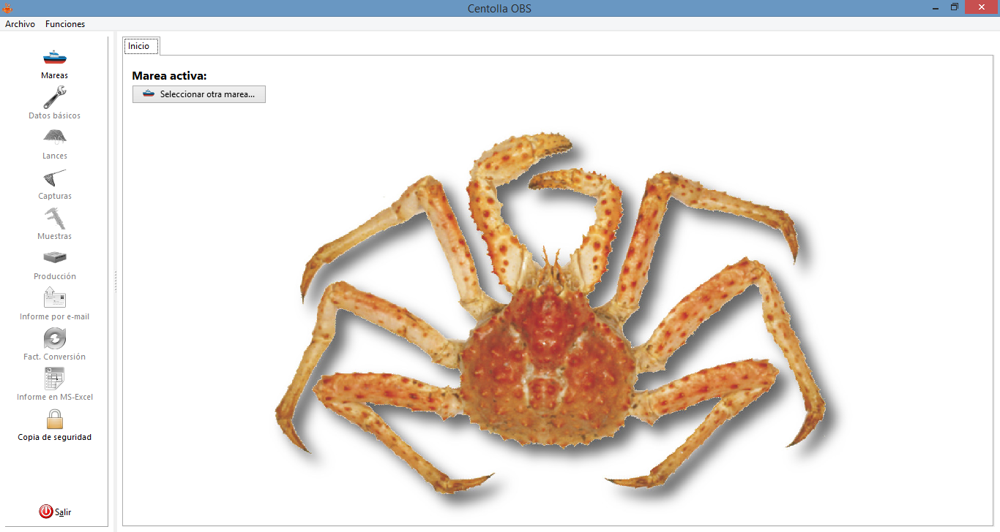 Centolla OBS
Archivo Funciones
Mareas
Datos básicos
Lances
Capturas
Muestras
Producción
Informe por e-mail
Fact. Conversión
Informe en MS-Excel
Copia de seguridad
Salir
Inicio
Marea activa:
Seleccionar otra marea...